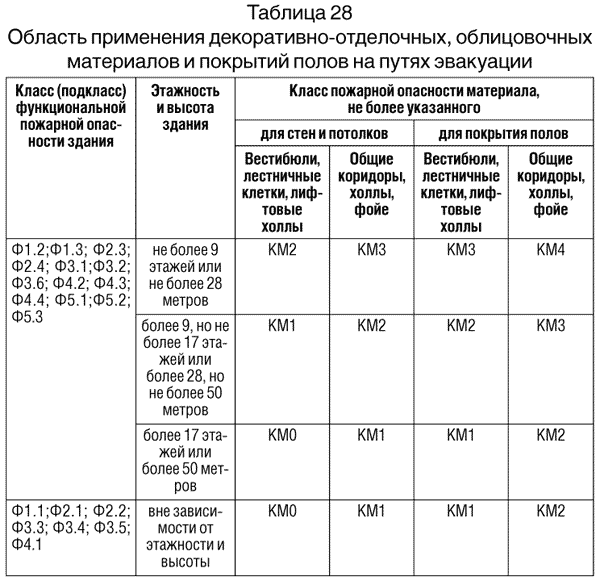 Таблица 28
Область применения декоративно-отделочных, облицовочных
материалов и покрытий полов на путях эвакуации
Класс (подкласс)
функциональной
пожарной опас-
ности здания
Этажность
и высота
здания
Класс пожарной опасности материала,
не более указанного
для стен и потолков
для покрытия полов
Вестибюли,
лестничные
клетки, лиф-
товые
холлы
Общие
коридоры,
холлы,
фойе
Вестибюли,
лестничные
клетки, лиф-
товые
холлы
Общие
коридоры,
холлы,
фойе
Ф1.2;Ф1.3; Ф2.3;
Ф2.4; Ф3.1;Ф3.2;
Ф3.6; Ф4.2; Ф4.3;
Ф4.4; Ф5.1;Ф5.2;
Ф5.3
не более 9
этажей или
не более 28
метров
КМ2
КМ3
КМ3
КМ4
более 9, но не
более 17 эта-
жей или
более 28, но
не более 50
метров
КМ1
КМ2
КМ2
КМ3
более 17 эта-
жей или
более 50 мет-
ров
КМ0
КМ1
КМ1
КМ2
Ф1.1;Ф2.1; Ф2.2;
Ф3.3; Ф3.4; Ф3.5;
Ф4.1
вне зависи-
мости от
этажности и
высоты
КМ0
КМ1
КМ1
КМ2